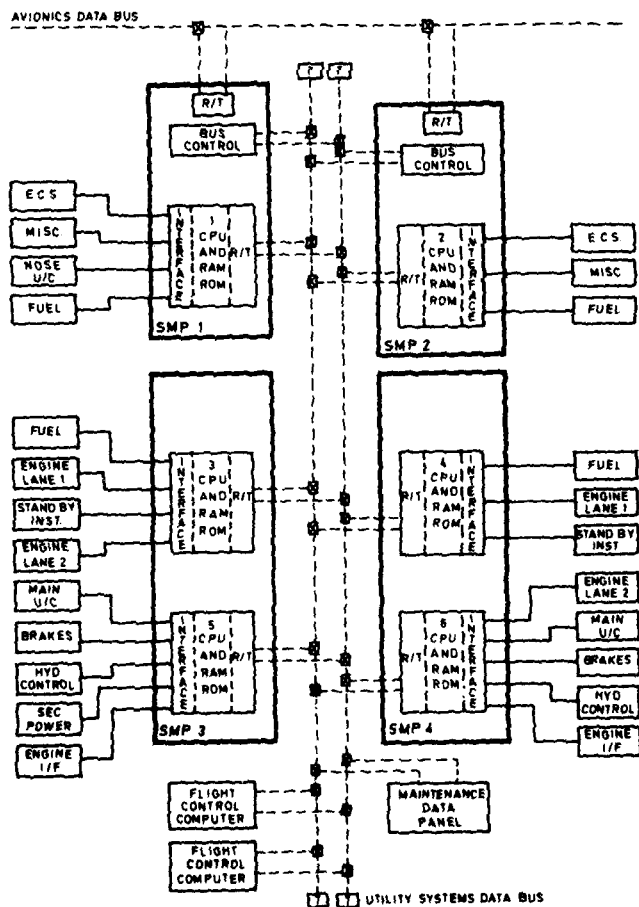 AVIONICS DATA BUS
R/T
BUS
CONTROL
E.C.S
MISC
NOSE
U/C
FUEL
INTERFACE
1
CPU
AND
RAM
ROM
R/T
SMP 1
R/T
BUS
CONTROL
R/T
2
CPU
AND
RAM
ROM
INTERFACE
E.C.S
MISC
FUEL
SMP 2
FUEL
ENGINE
LANE 1
STAND BY
INST.
ENGINE
LANE 2
INTERFACE
3
CPU
AND
RAM
ROM
R/T
MAIN
U/C
BRAKES
HYD
CONTROL
SEC
POWER
ENGINE
I/F
INTERFACE
5
CPU
AND
RAM
ROM
R/T
SMP 3
R/T
4
CPU
AND
RAM
ROM
INTERFACE
FUEL
ENGINE
LANE 1
STAND BY
INST
R/T
6
CPU
AND
RAM
ROM
INTERFACE
ENGINE
LANE 2
MAIN
U/C
BRAKES
HYD
CONTROL
ENGINE
I/F
SMP 4
FLIGHT
CONTROL
COMPUTER
MAINTENANCE
DATA
PANEL
FLIGHT
CONTROL
COMPUTER
UTILITY SYSTEMS DATA BUS